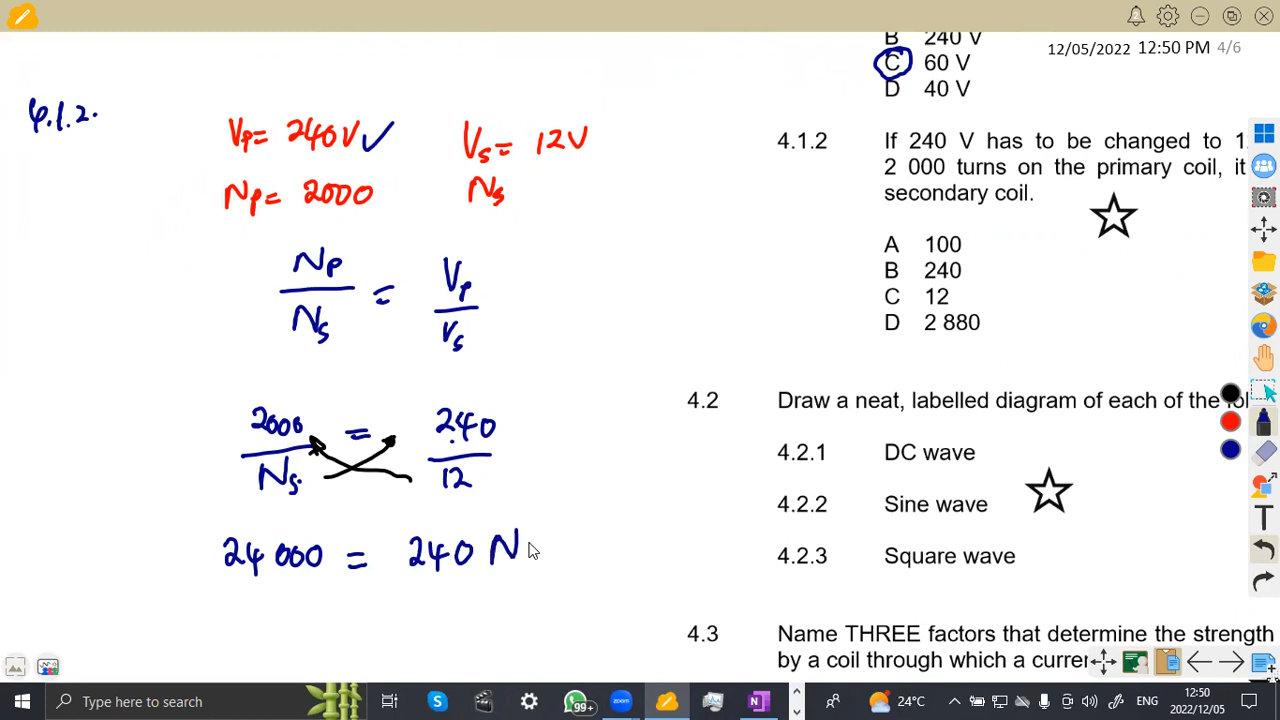 12/05/2022 12:50 PM 4/6
B 240 V
C 60 V
D 40 V
4.1.2.
Vp= 240V ✓ Vs= 12V
Np= 2000 Ns
Np/Ns = Vp/Vs
2000/Ns = 240/12
24 000 = 240 N
4.1.2 If 240 V has to be changed to 1
2 000 turns on the primary coil, it
secondary coil.
A 100
B 240
C 12
D 2 880
4.2 Draw a neat, labelled diagram of each of the fol
4.2.1 DC wave
4.2.2 Sine wave
4.2.3 Square wave
4.3 Name THREE factors that determine the strength
by a coil through which a curre
Type here to search
99+
zoom
N
24°C
ENG
12:50
2022/12/05